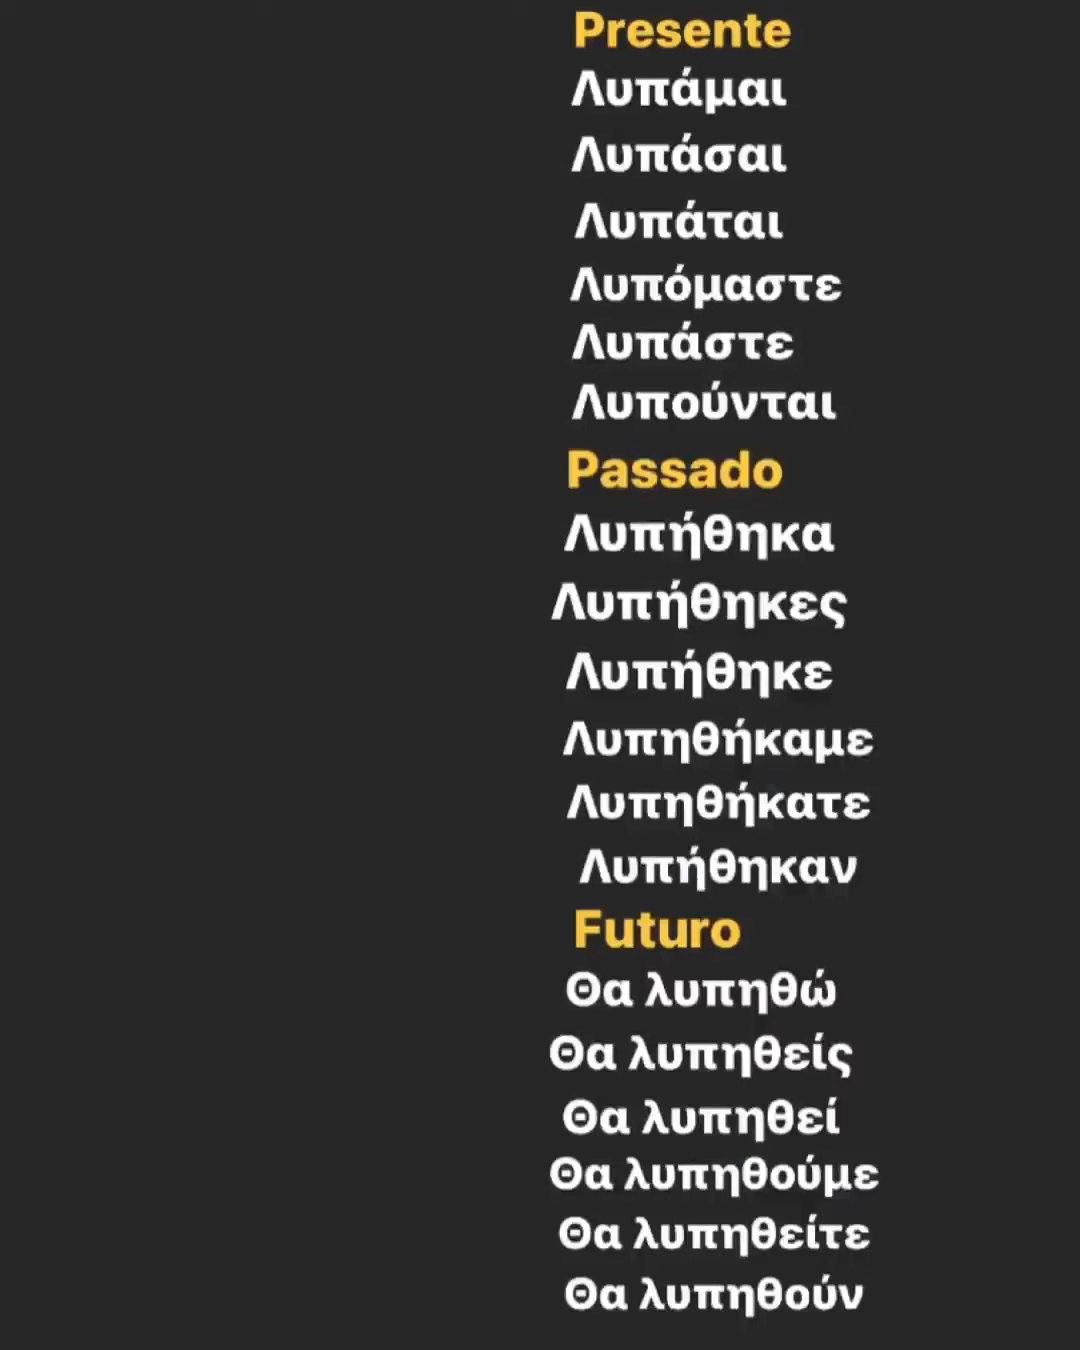 Presente
Λυπάμαι
Λυπάσαι
Λυπάται
Λυπόμαστε
Λυπάστε
Λυπούνται
Passado
Λυπήθηκα
Λυπήθηκες
Λυπήθηκε
Λυπηθήκαμε
Λυπηθήκατε
Λυπήθηκαν
Futuro
Θα λυπηθώ
Θα λυπηθείς
Θα λυπηθεί
Θα λυπηθούμε
Θα λυπηθείτε
Θα λυπηθούν